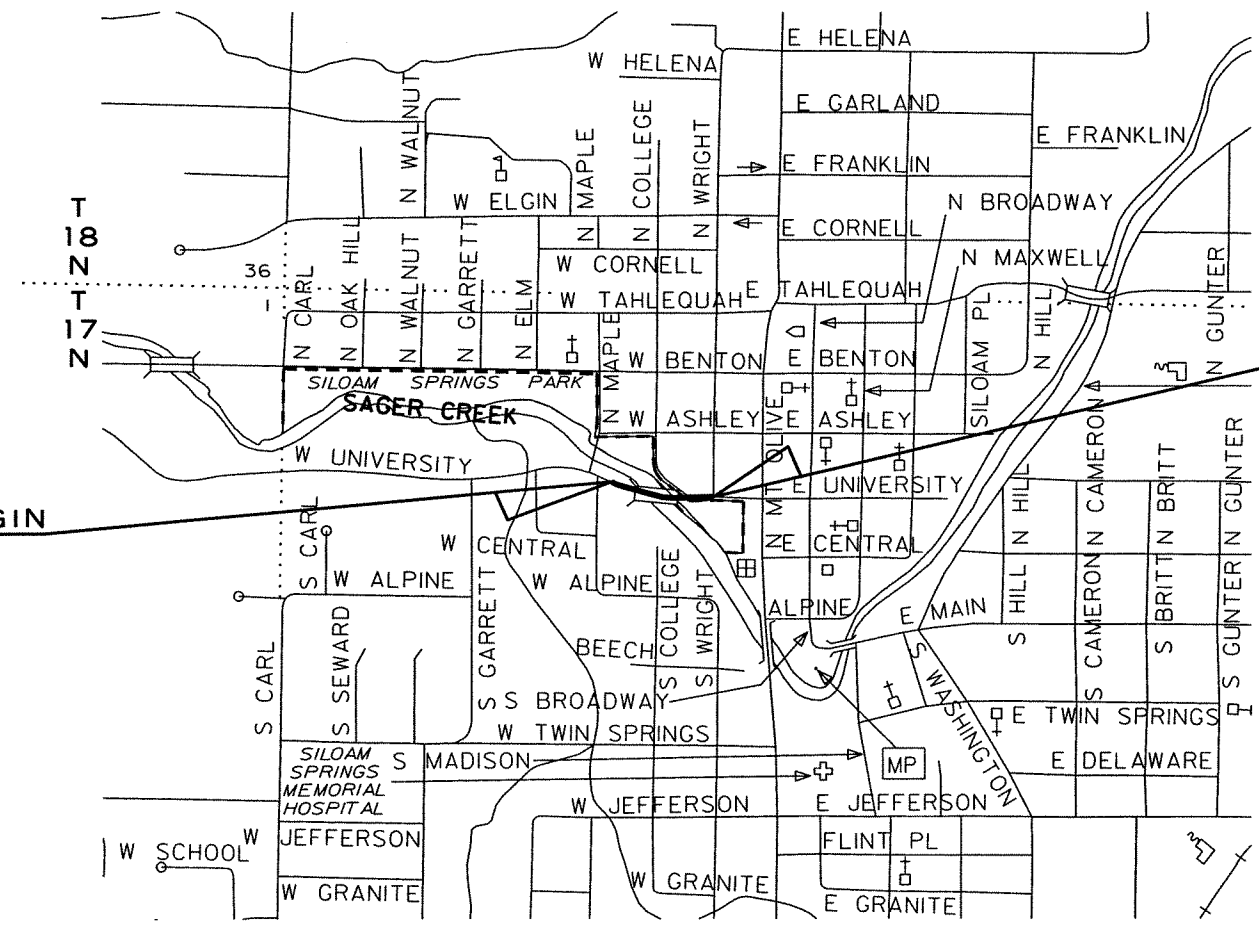 E HELENA
W HELENA
E GARLAND
E FRANKLIN
E FRANKLIN
N WALNUT
N MAPLE
N COLLEGE
N WRIGHT
W ELGIN
N BROADWAY
E CORNELL
T
18
N
T
17
N
36
1
W CORNELL
N MAXWELL
W TAHLEQUAH
E TAHLEQUAH
N CARL
N OAK HILL
N WALNUT
N GARRETT
N ELM
N MAPLE
W BENTON
E BENTON
SILOAM PL
N HILL
N GUNTER
SILOAM SPRINGS PARK
SAGER CREEK
W ASHLEY
E ASHLEY
N MT OLIVE
W UNIVERSITY
E UNIVERSITY
N CAMERON
N HILL
N BRITT
N GUNTER
GIN
S CARL
W CENTRAL
E CENTRAL
W ALPINE
W ALPINE
ALPINE
E MAIN
S GARRETT
S COLLEGE
S WRIGHT
BEECH
S HILL
S CAMERON
S BRITT
S GUNTER
S CARL
S SEWARD
S BROADWAY
S WASHINGTON
W TWIN SPRINGS
E TWIN SPRINGS
SILOAM
SPRINGS
MEMORIAL
HOSPITAL
S MADISON
MP
E DELAWARE
W JEFFERSON
E JEFFERSON
W JEFFERSON
FLINT PL
W SCHOOL
W GRANITE
W GRANITE
E GRANITE